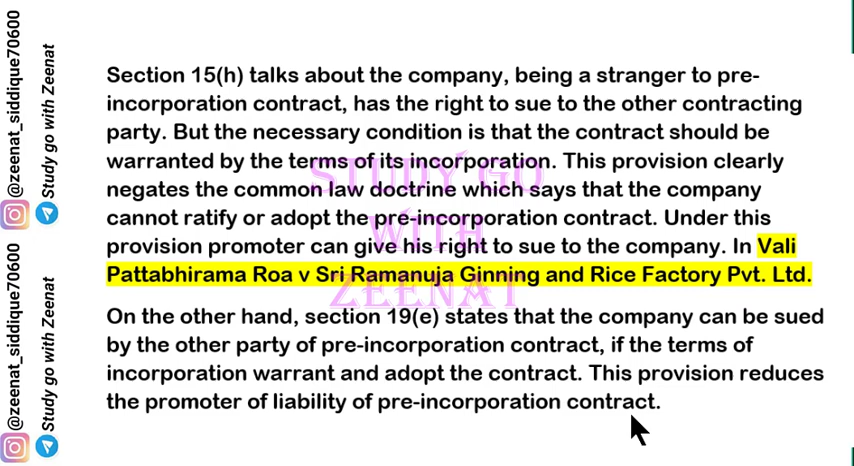 Section 15(h) talks about the company, being a stranger to pre-
incorporation contract, has the right to sue to the other contracting
party. But the necessary condition is that the contract should be
warranted by the terms of its incorporation. This provision clearly
negates the common law doctrine which says that the company
cannot ratify or adopt the pre-incorporation contract. Under this
provision promoter can give his right to sue to the company. In Vali
Pattabhirama Roa v Sri Ramanuja Ginning and Rice Factory Pvt. Ltd.
On the other hand, section 19(e) states that the company can be sued
by the other party of pre-incorporation contract, if the terms of
incorporation warrant and adopt the contract. This provision reduces
the promoter of liability of pre-incorporation contract.
STUDY GO
WITH
ZEENAT
@zeenat_siddique70600
Study go with Zeenat
@zeenat_siddique70600
Study go with Zeenat